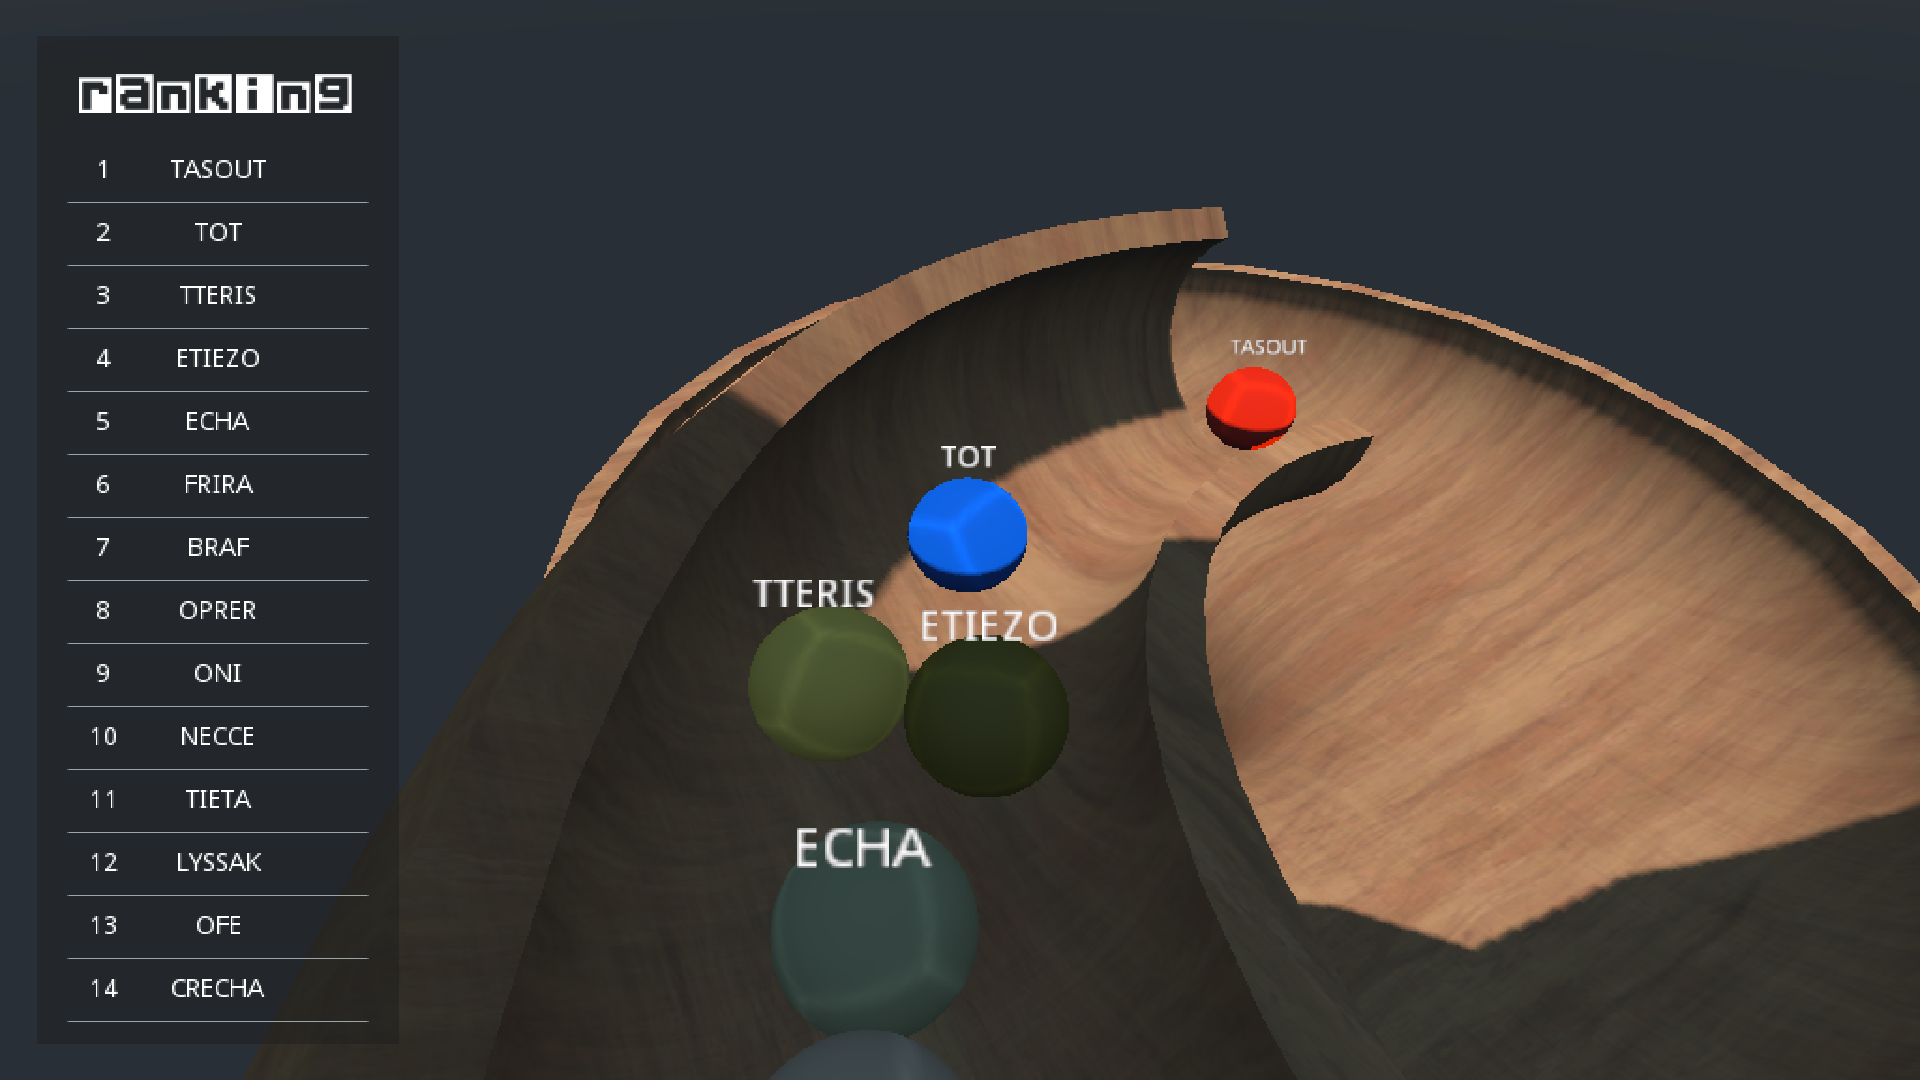 ranking
1 TASOUT
2 TOT
3 TTERIS
4 ETIEZO
5 ECHA
6 FRIRA
7 BRAF
8 OPRER
9 ONI
10 NECCE
11 TIETA
12 LYSSAK
13 OFE
14 CRECHA
TASOUT
TOT
TTERIS
ETIEZO
ECHA